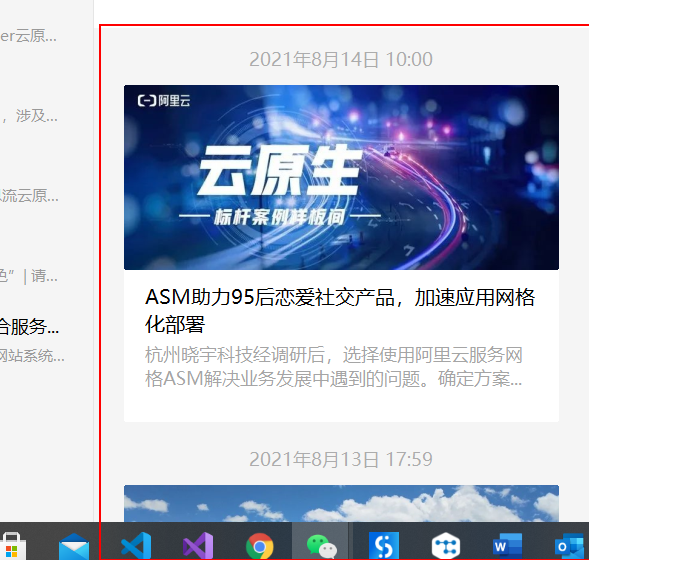 er云原...
，涉及...
流云原...
色”| 请...
合服务...
网站系统...
2021年8月14日 10:00
阿里云
云原生
标杆案例样板间
ASM助力95后恋爱社交产品，加速应用网格
化部署
杭州晓宇科技经调研后，选择使用阿里云服务网
格ASM解决业务发展中遇到的问题。确定方案...
2021年8月13日 17:59